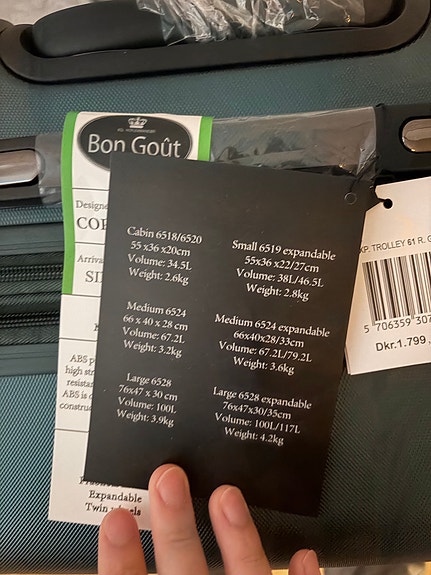 Bon Goût
Designe
COP
Arriva
Cabin 6518/6520
55 x36 x20cm
Volume: 34.5L
Weight: 2.6kg
Small 6519 expandable
55x36 x22/27cm
Volume: 38L/46.5L
Weight: 2.8kg
Medium 6524
66 x 40 x 28 cm
Volume: 67.2L
Weight: 3.2kg
Medium 6524 expandable
66x40x28/33cm
Volume: 67.2L/79.2L
Weight: 3.6kg
Large 6528
76x47 x 30 cm
Volume: 100L
Weight: 3.9kg
Large 6528 expandable
76x47x30/35cm
Volume: 100L/117L
Weight: 4.2kg
ABS p
high str
resista
ABS is
constru
Expandable
Twin
XP. TROLLEY 61 R. G
5 706359 307
Dkr.1.799